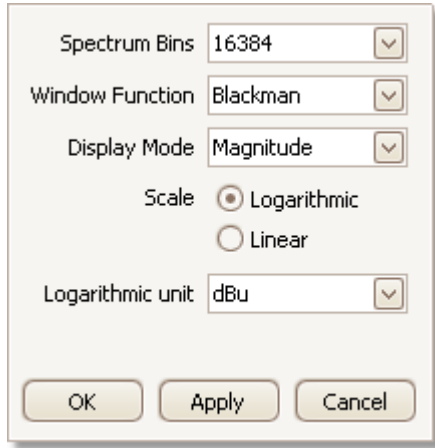 Spectrum Bins 16384
Window Function Blackman
Display Mode Magnitude
Scale Logarithmic
Linear
Logarithmic unit dBu
OK Apply Cancel